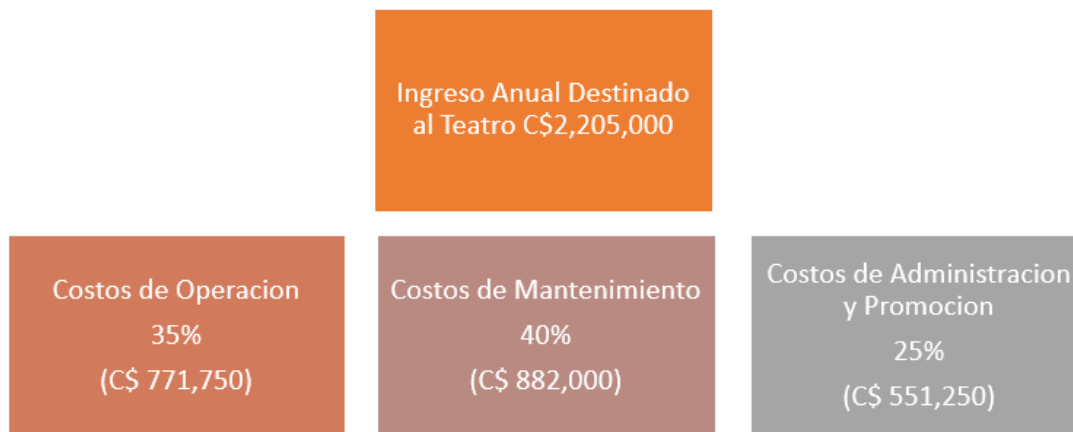 Ingreso Anual Destinado
al Teatro C$2,205,000
Costos de Operacion
35%
(C$ 771,750)
Costos de Mantenimiento
40%
(C$ 882,000)
Costos de Administracion
y Promocion
25%
(C$ 551,250)